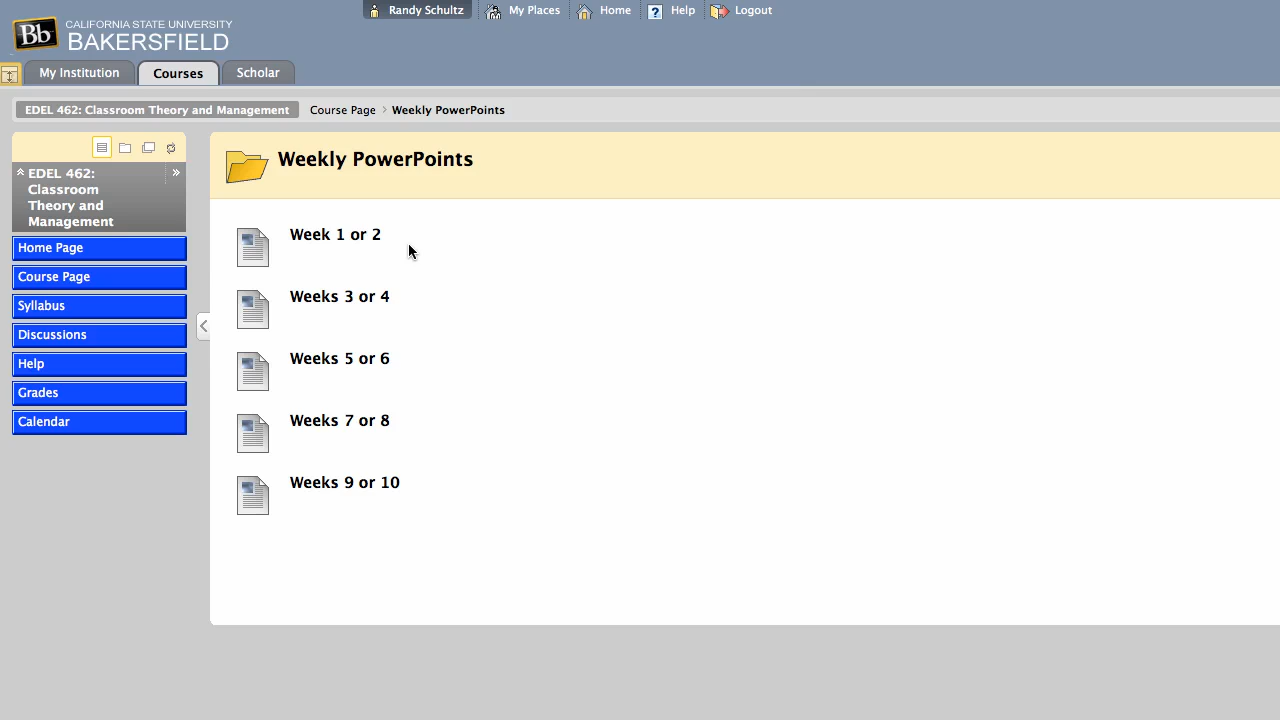 Randy Schultz My Places Home ? Help Logout
Bb CALIFORNIA STATE UNIVERSITY
BAKERSFIELD
My Institution Courses Scholar
EDEL 462: Classroom Theory and Management Course Page > Weekly PowerPoints
EDEL 462:
Classroom
Theory and
Management
Home Page
Course Page
Syllabus
Discussions
Help
Grades
Calendar
Weekly PowerPoints
Week 1 or 2
Weeks 3 or 4
Weeks 5 or 6
Weeks 7 or 8
Weeks 9 or 10